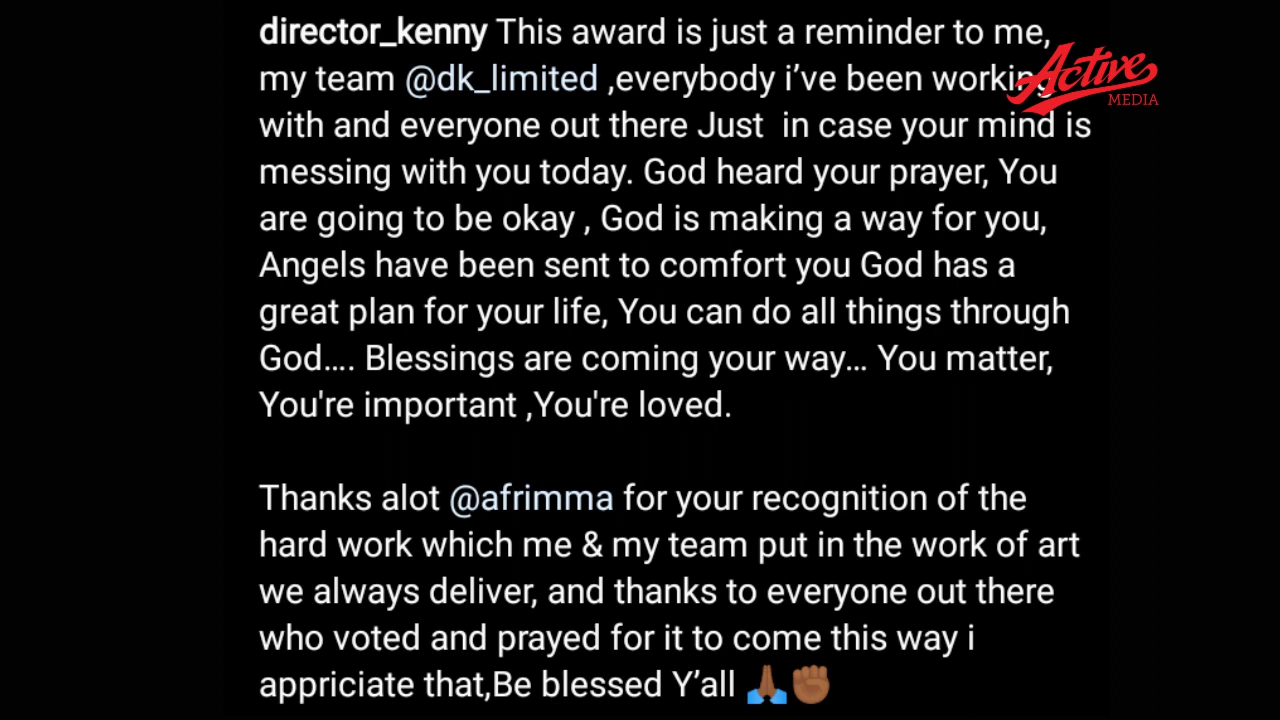 director_kenny This award is just a reminder to me,
my team @dk_limited ,everybody i’ve been working
with and everyone out there Just  in case your mind is
messing with you today. God heard your prayer, You
are going to be okay , God is making a way for you,
Angels have been sent to comfort you God has a
great plan for your life, You can do all things through
God.... Blessings are coming your way... You matter,
You're important ,You're loved.
Thanks alot @afrimma for your recognition of the
hard work which me & my team put in the work of art
we always deliver, and thanks to everyone out there
who voted and prayed for it to come this way i
appriciate that,Be blessed Y’all 🙏🏾✊🏾
Active
MEDIA